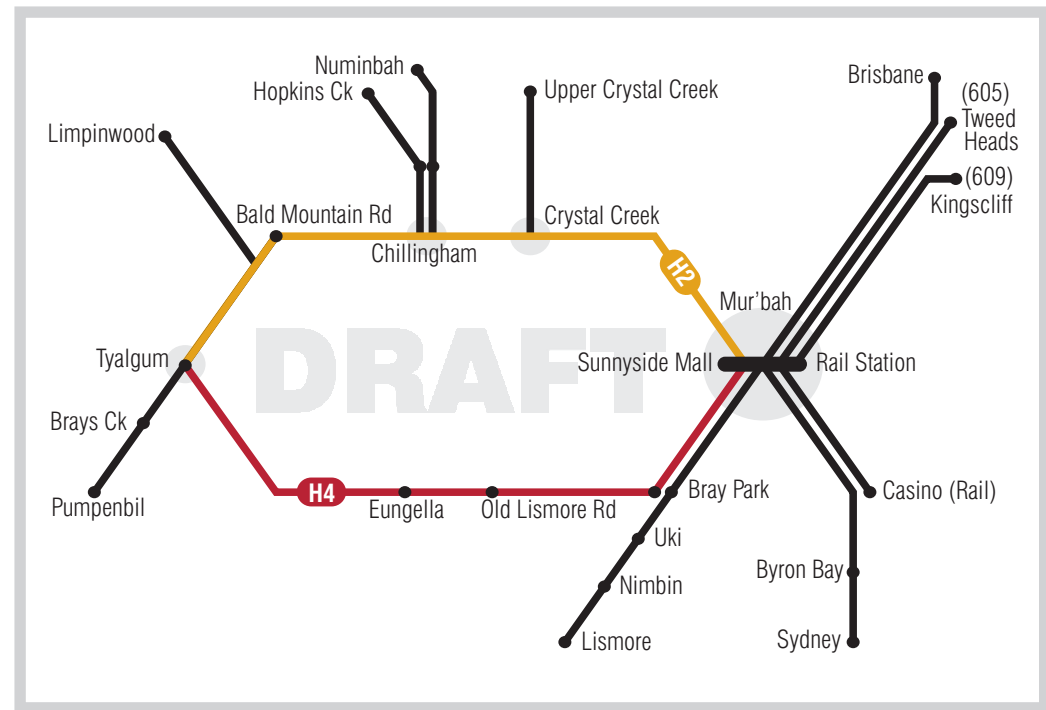 Numinbah
Brisbane
Hopkins Ck
Upper Crystal Creek
(605)
Tweed
Heads
Limpinwood
(609)
Kingscliff
Bald Mountain Rd
Crystal Creek
Chillingham
H2
Mur'bah
DRAFT
Tyalgum
Sunnyside Mall
Rail Station
Brays Ck
H4
Bray Park
Casino (Rail)
Pumpenbil
Eungella
Old Lismore Rd
Uki
Byron Bay
Nimbin
Lismore
Sydney